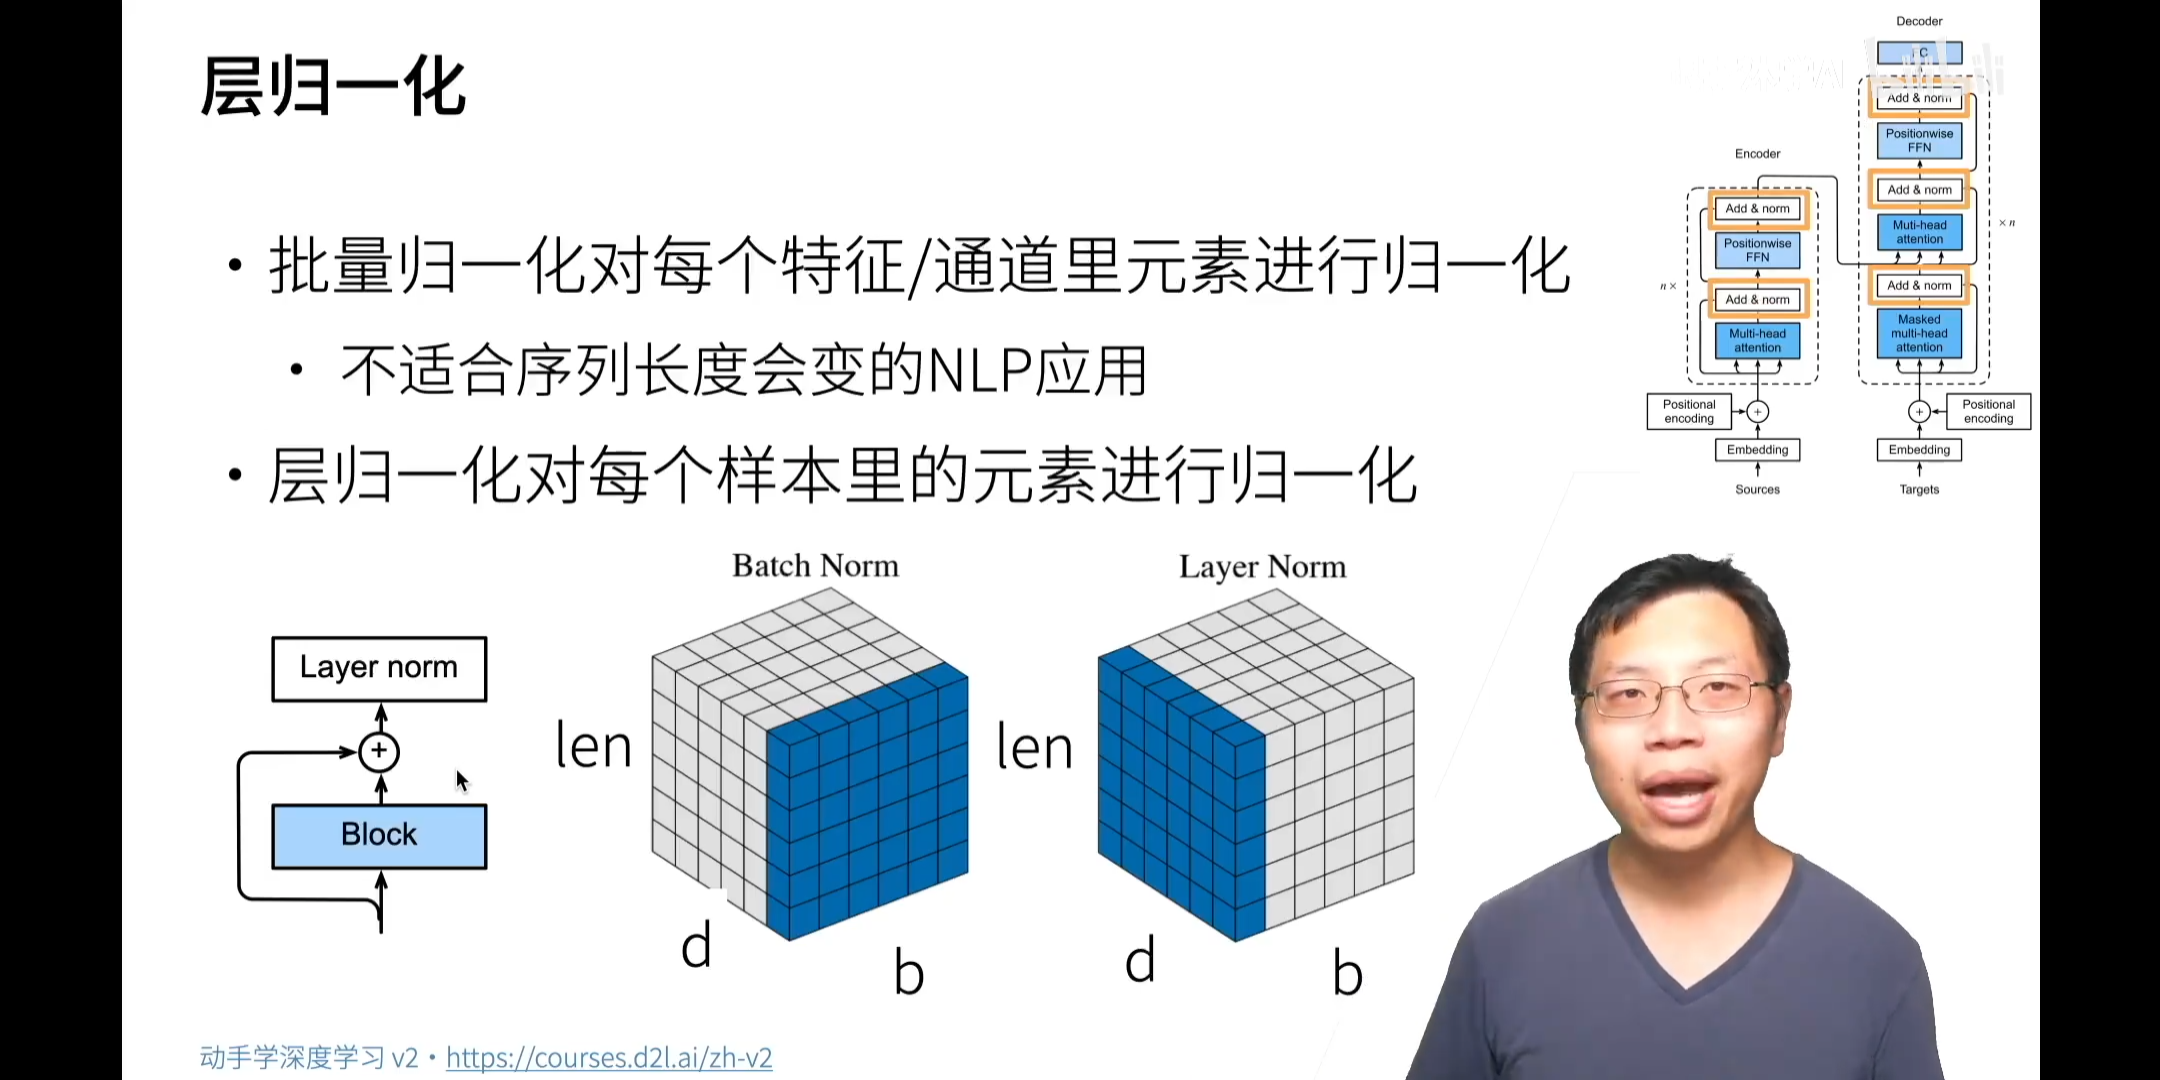 层归一化
• 批量归一化对每个特征/通道里元素进行归一化
• 不适合序列长度会变的NLP应用
• 层归一化对每个样本里的元素进行归一化
Layer norm
+
Block
Batch Norm
len
d
b
Layer Norm
len
d
b
Encoder
Add & norm
Positionwise
FFN
n ×
Add & norm
Multi-head
attention
Positional
encoding
+
Embedding
Sources
Decoder
Add & norm
Positionwise
FFN
Add & norm
× n
Muti-head
attention
Add & norm
Masked
multi-head
attention
+
Positional
encoding
Embedding
Targets
动手学深度学习 v2 • https://courses.d2l.ai/zh-v2